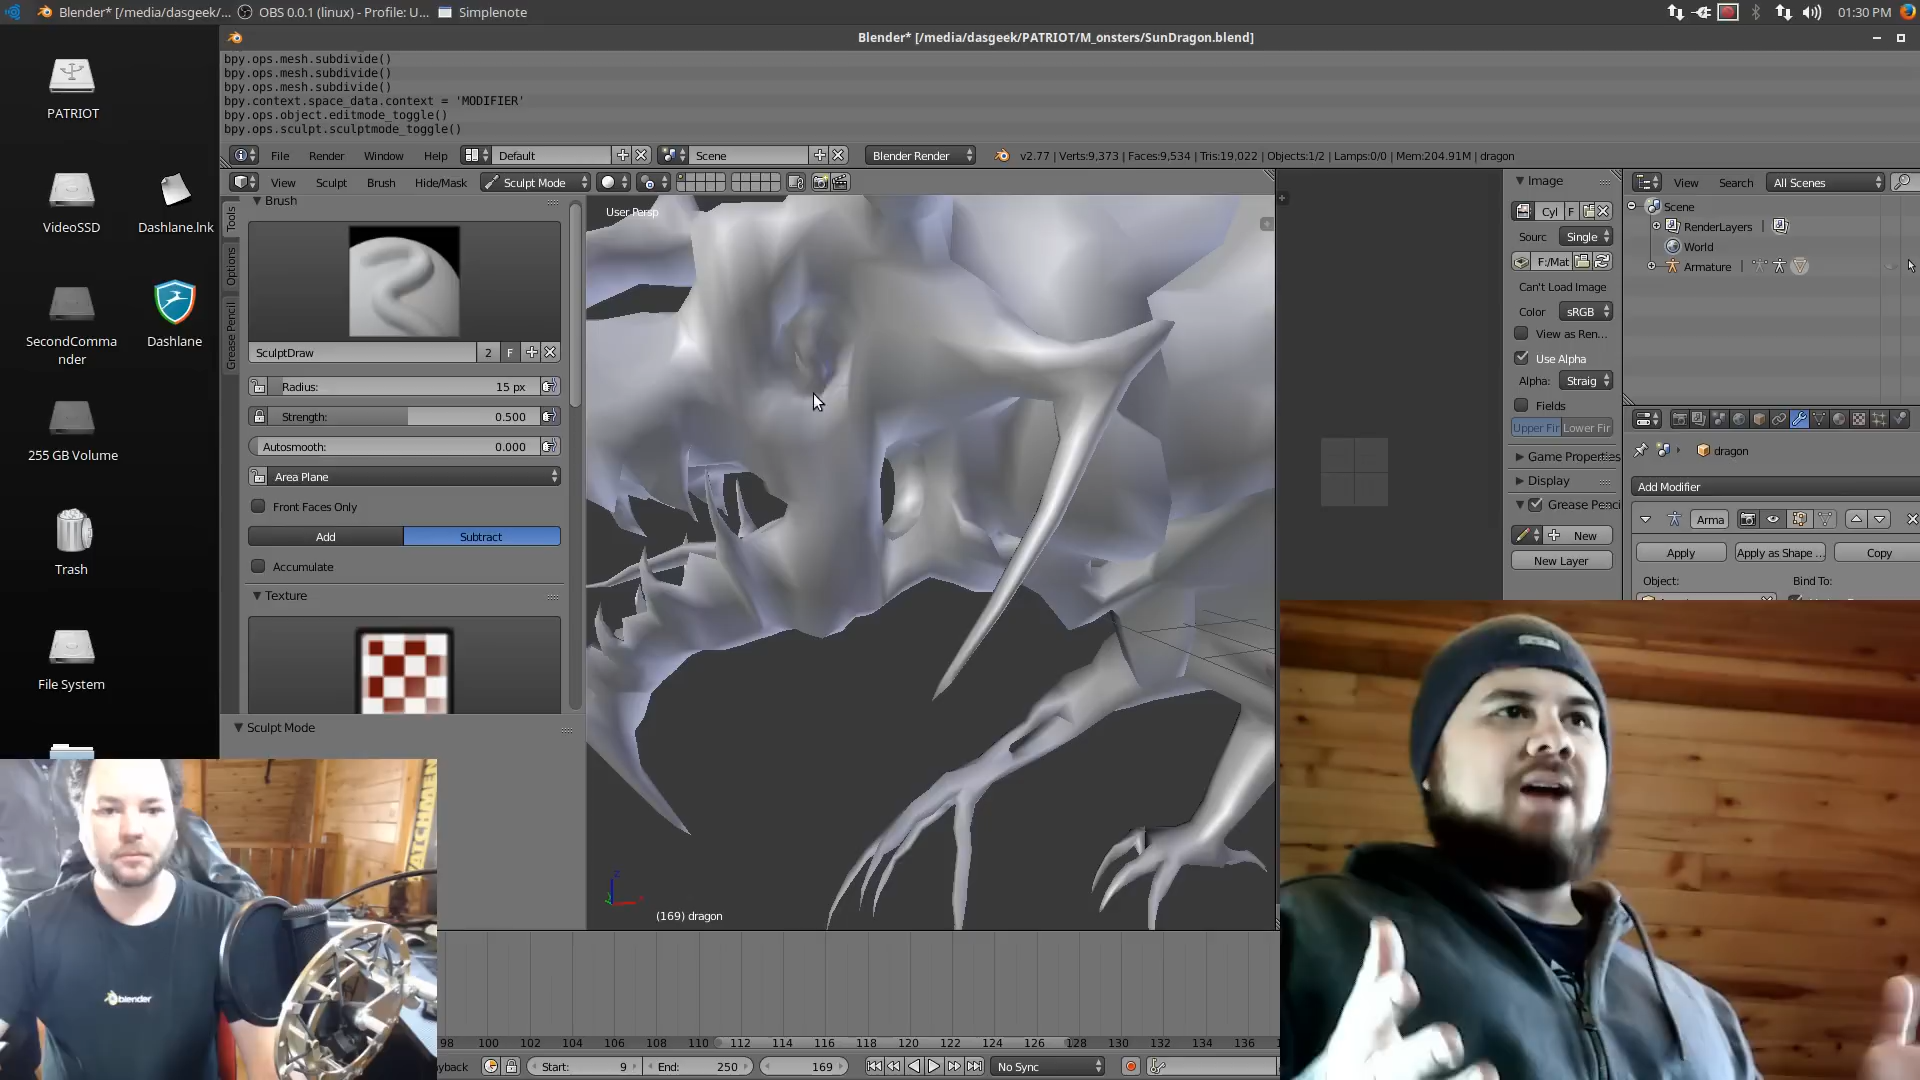 Blender* [/media/dasgeek/... OBS 0.0.1 (linux) - Profile: U... Simplenote 01:30 PM
Blender* [/media/dasgeek/PATRIOT/M_onsters/SunDragon.blend]
PATRIOT
VideoSSD
Dashlane.lnk
SecondComma
nder
Dashlane
255 GB Volume
Trash
File System
bpy.ops.mesh.subdivide()
bpy.ops.mesh.subdivide()
bpy.ops.mesh.subdivide()
bpy.context.space_data.context = 'MODIFIER'
bpy.ops.object.editmode_toggle()
bpy.ops.sculpt.sculptmode_toggle()
File Render Window Help Default Scene Blender Render v2.77 | Verts:9,373 | Faces:9,534 | Tris:19,022 | Objects:1/2 | Lamps:0/0 | Mem:204.91M | dragon
View Sculpt Brush Hide/Mask Sculpt Mode
Tools
Options
Grease Pencil
Brush
SculptDraw 2 F
Radius: 15 px
Strength: 0.500
Autosmooth: 0.000
Area Plane
Front Faces Only
Add Subtract
Accumulate
Texture
Sculpt Mode
User Persp
(169) dragon
Image
Cyl F
Sourc Single
F:/Mat
Can't Load Image
Color sRGB
View as Ren...
Use Alpha
Alpha: Straig
Fields
Upper Fir Lower Fir
Game Properties
Display
Grease Penci
New
New Layer
View Search All Scenes
Scene
RenderLayers |
World
Armature |
dragon
Add Modifier
Arma
Apply Apply as Shape ... Copy
Object: Bind To:
98 100 102 104 106 108 110 112 114 116 118 120 122 124 126 128 130 132 134 136
yback Start: 9 End: 250 169 No Sync
blender